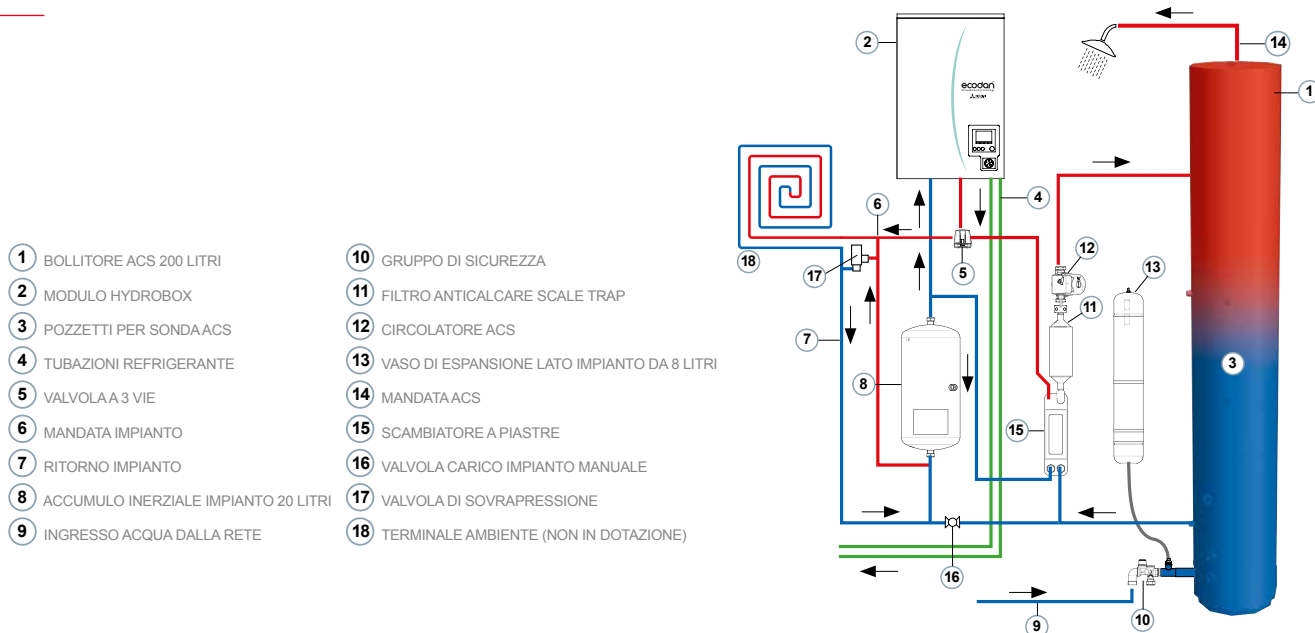 1 BOLLITORE ACS 200 LITRI
2 MODULO HYDROBOX
3 POZZETTI PER SONDA ACS
4 TUBAZIONI REFRIGERANTE
5 VALVOLA A 3 VIE
6 MANDATA IMPIANTO
7 RITORNO IMPIANTO
8 ACCUMULO INERZIALE IMPIANTO 20 LITRI
9 INGRESSO ACQUA DALLA RETE
10 GRUPPO DI SICUREZZA
11 FILTRO ANTICALCARE SCALE TRAP
12 CIRCOLATORE ACS
13 VASO DI ESPANSIONE LATO IMPIANTO DA 8 LITRI
14 MANDATA ACS
15 SCAMBIATORE A PIASTRE
16 VALVOLA CARICO IMPIANTO MANUALE
17 VALVOLA DI SOVRAPRESSIONE
18 TERMINALE AMBIENTE (NON IN DOTAZIONE)
2
14
1
ecodan
4
6
18
17
5
12
13
11
7
8
3
15
16
10
9